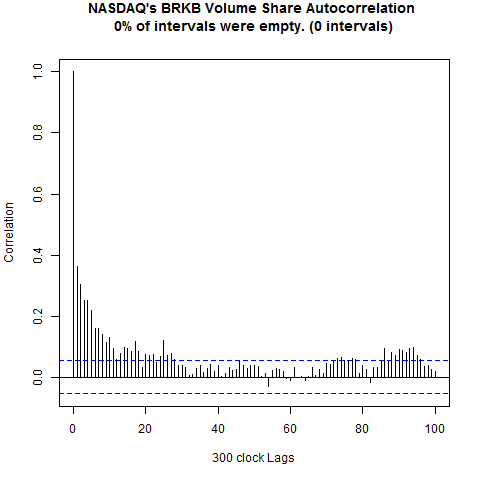 NASDAQ's BRKB Volume Share Autocorrelation
0% of intervals were empty. (0 intervals)
1.0
0.8
0.6
0.4
0.2
0.0
Correlation
0 20 40 60 80 100
300 clock Lags